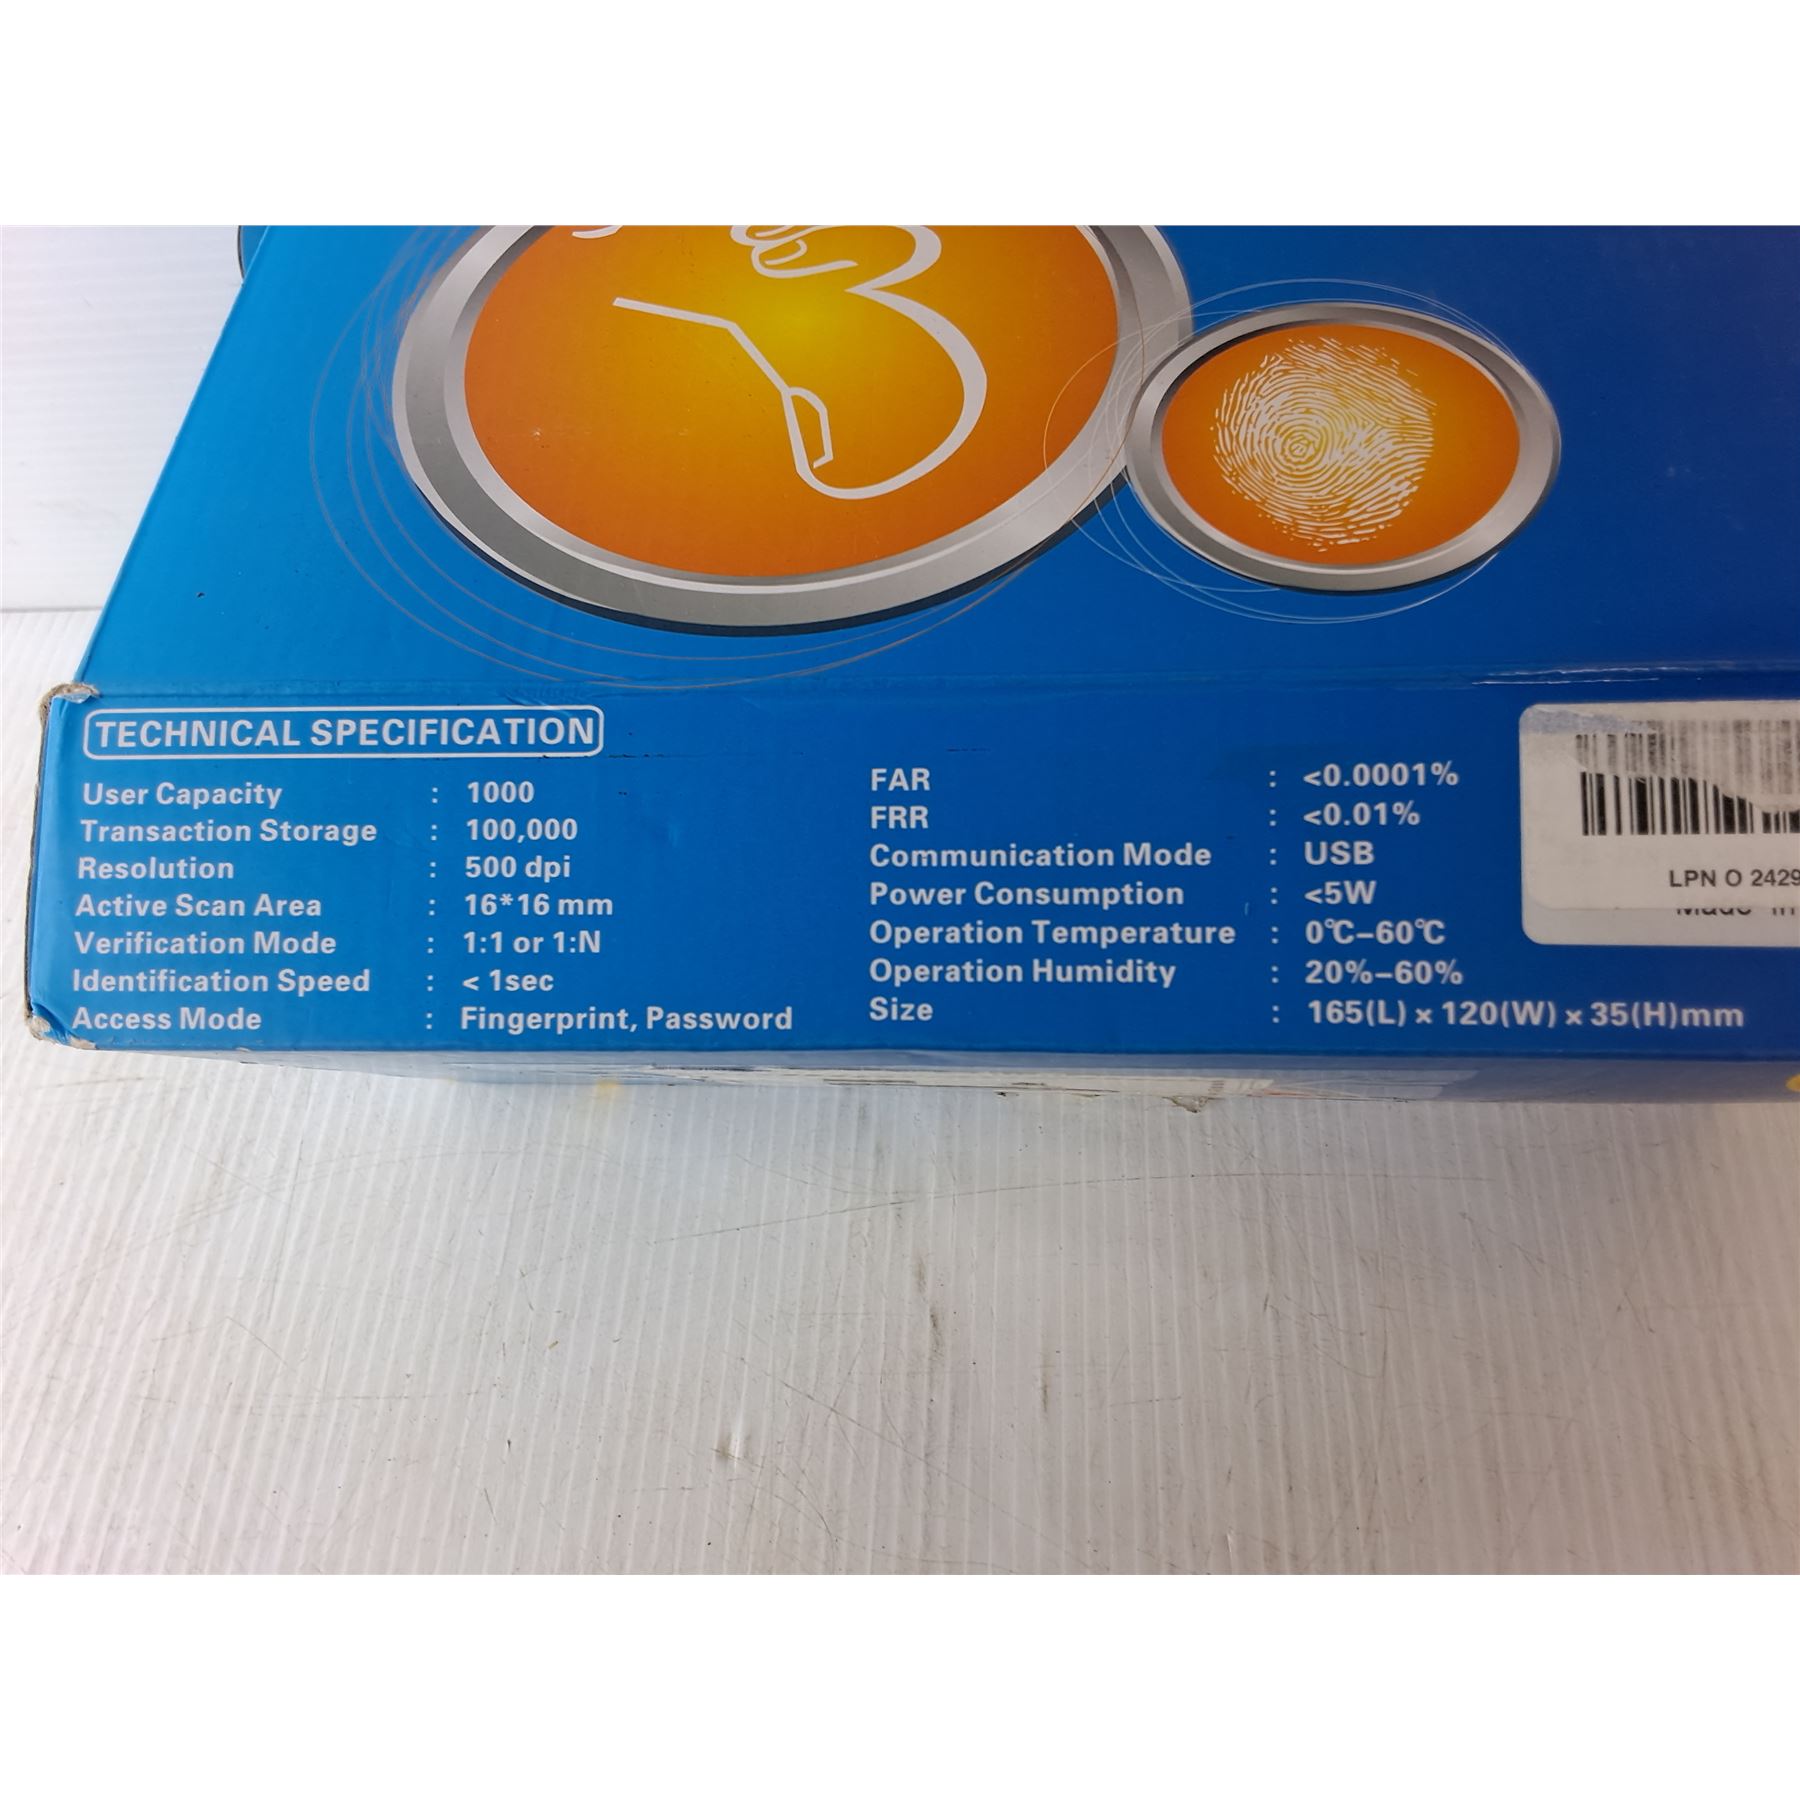 TECHNICAL SPECIFICATION
User Capacity : 1000
Transaction Storage : 100,000
Resolution : 500 dpi
Active Scan Area : 16*16 mm
Verification Mode : 1:1 or 1:N
Identification Speed : < 1sec
Access Mode : Fingerprint, Password
FAR : <0.0001%
FRR : <0.01%
Communication Mode : USB
Power Consumption : <5W
Operation Temperature : 0℃–60℃
Operation Humidity : 20%–60%
Size : 165(L) x 120(W) x 35(H)mm
LPN O 2429